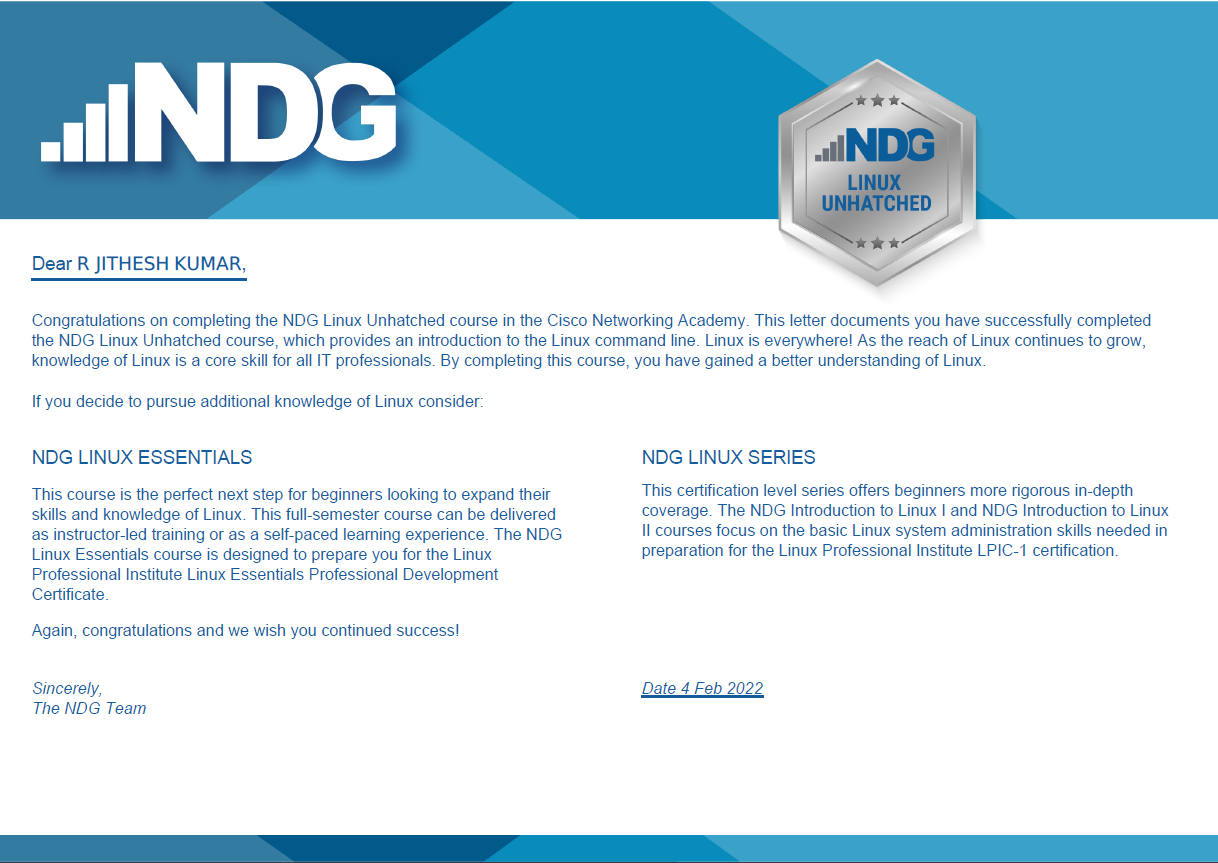 NDG
NDG
LINUX
UNHATCHED
Dear R JITHESH KUMAR,
Congratulations on completing the NDG Linux Unhatched course in the Cisco Networking Academy. This letter documents you have successfully completed
the NDG Linux Unhatched course, which provides an introduction to the Linux command line. Linux is everywhere! As the reach of Linux continues to grow,
knowledge of Linux is a core skill for all IT professionals. By completing this course, you have gained a better understanding of Linux.
If you decide to pursue additional knowledge of Linux consider:
NDG LINUX ESSENTIALS
This course is the perfect next step for beginners looking to expand their
skills and knowledge of Linux. This full-semester course can be delivered
as instructor-led training or as a self-paced learning experience. The NDG
Linux Essentials course is designed to prepare you for the Linux
Professional Institute Linux Essentials Professional Development
Certificate.
Again, congratulations and we wish you continued success!
NDG LINUX SERIES
This certification level series offers beginners more rigorous in-depth
coverage. The NDG Introduction to Linux I and NDG Introduction to Linux
II courses focus on the basic Linux system administration skills needed in
preparation for the Linux Professional Institute LPIC-1 certification.
Sincerely,
The NDG Team
Date 4 Feb 2022